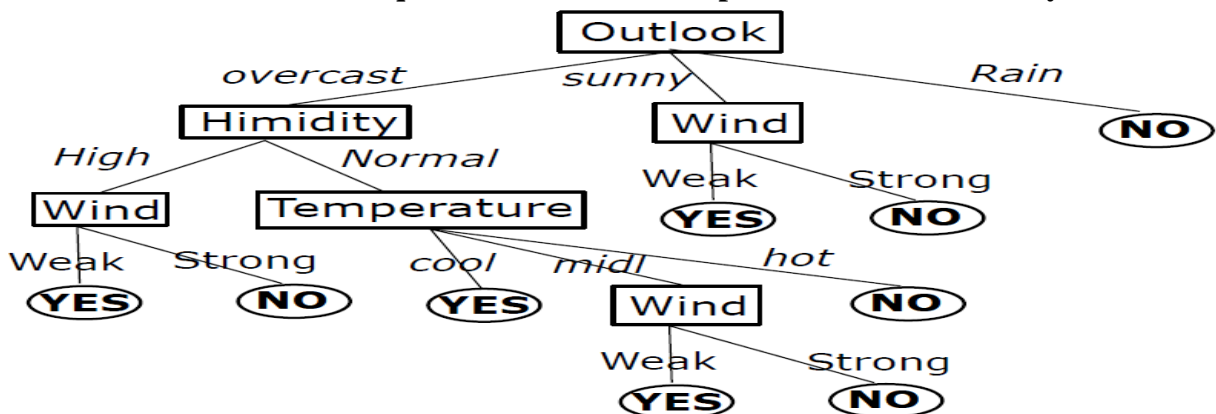 Outlook
overcast sunny Rain
Himidity Wind NO
High Normal Weak Strong
Wind Temperature YES NO
Weak Strong cool midl hot
YES NO YES Wind NO
Weak Strong
YES NO